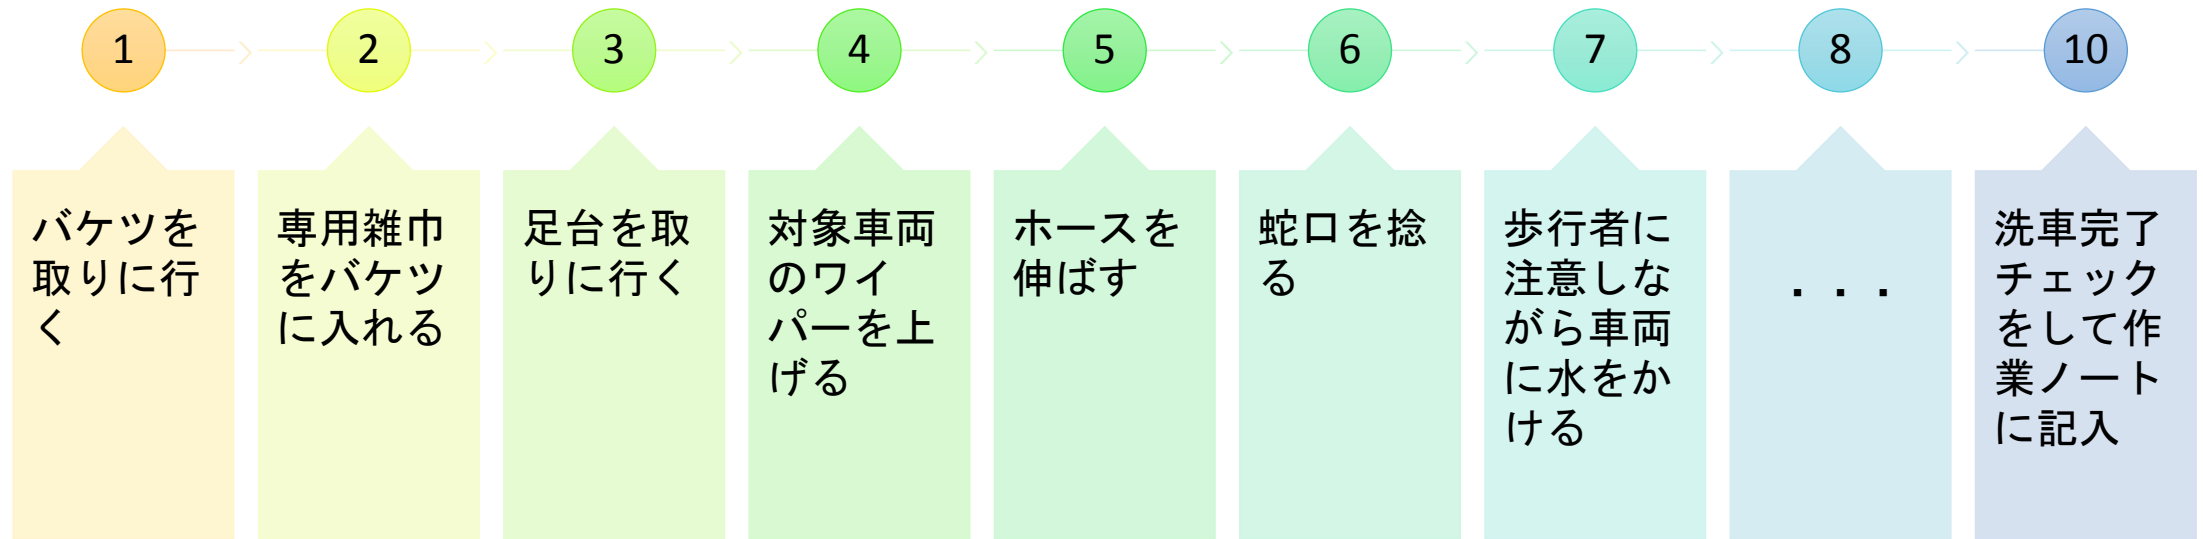 1
2
3
4
5
6
7
8
10
バケツを
取りに行
く
専用雑巾
をバケツ
に入れる
足台を取
りに行く
対象車両
のワイ
パーを上
げる
ホースを
伸ばす
蛇口を捻
る
歩行者に
注意しな
がら車両
に水をか
ける
・・・
洗車完了
チェック
をして作
業ノート
に記入